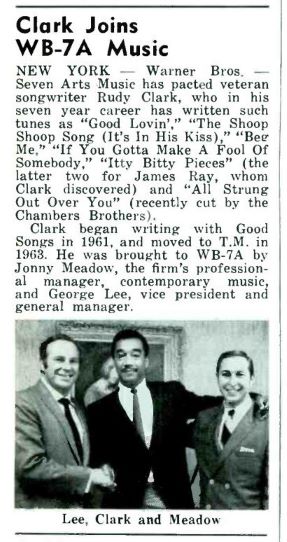 Clark Joins
WB-7A Music
NEW YORK — Warner Bros. —
Seven Arts Music has pacted veteran
songwriter Rudy Clark, who in his
seven year career has written such
tunes as "Good Lovin'," "The Shoop
Shoop Song (It's In His Kiss)," "Beg
Me," "If You Gotta Make A Fool Of
Somebody," "Itty Bitty Pieces" (the
latter two for James Ray, whom
Clark discovered) and "All Strung
Out Over You" (recently cut by the
Chambers Brothers).
Clark began writing with Good
Songs in 1961, and moved to T.M. in
1963. He was brought to WB-7A by
Jonny Meadow, the firm's profession-
al manager, contemporary music,
and George Lee, vice president and
general manager.
Lee, Clark and Meadow